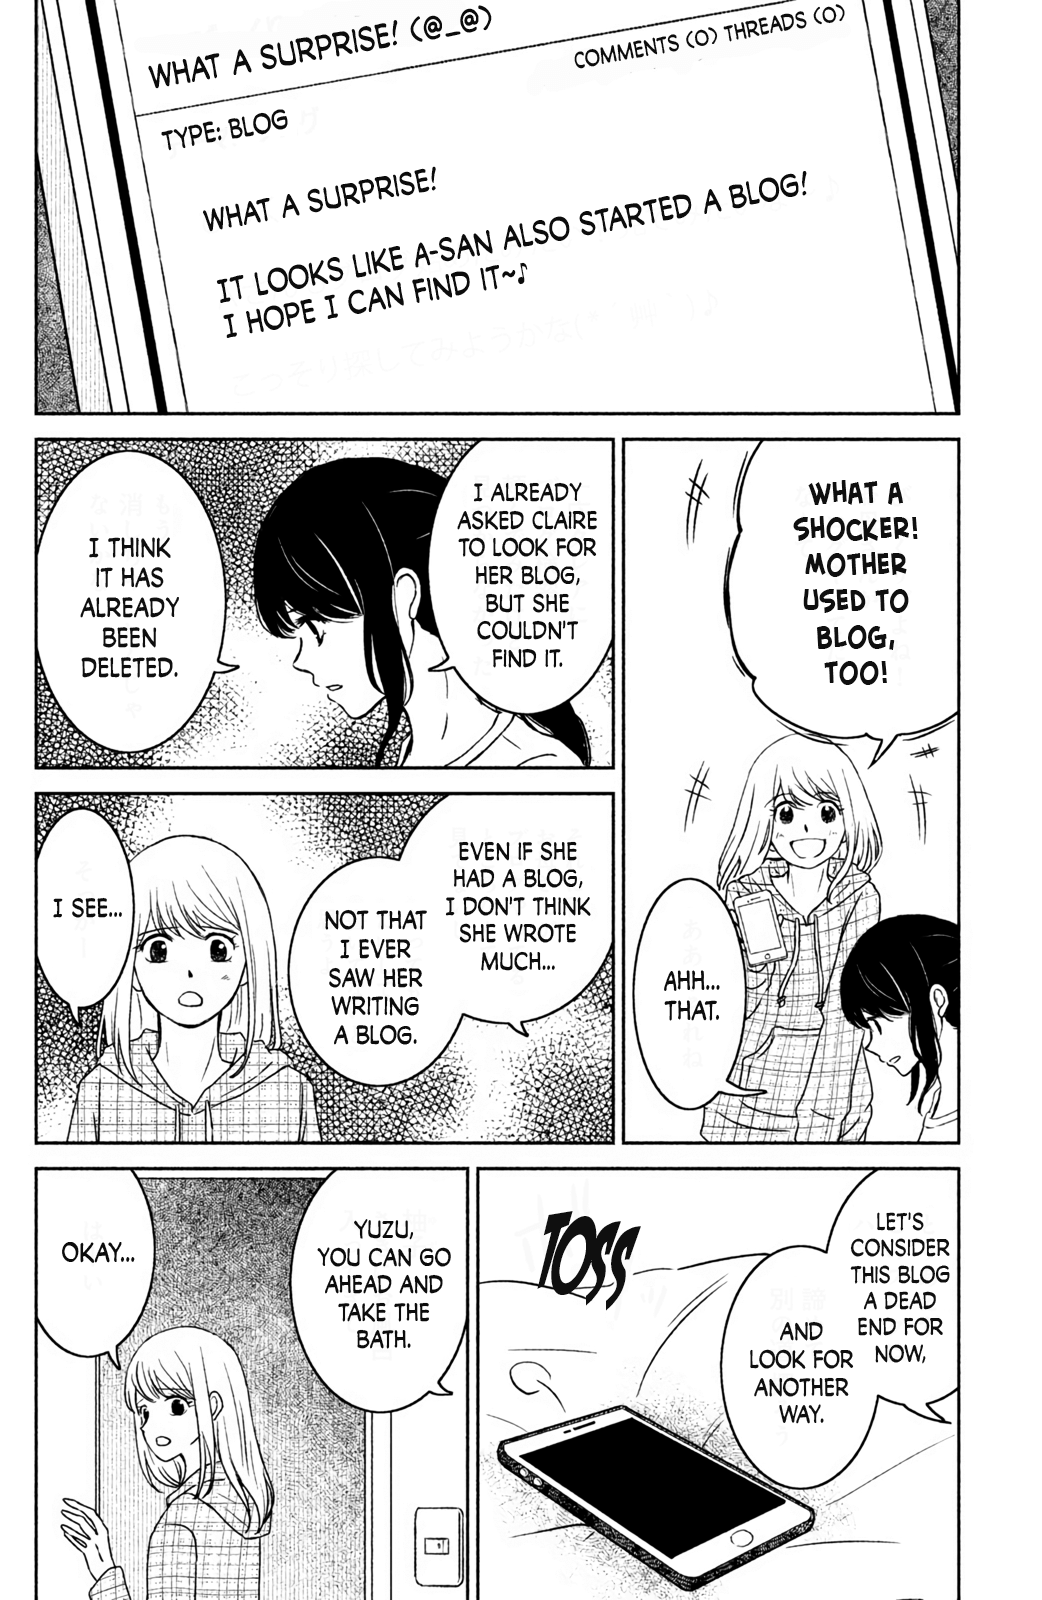 WHAT A SURPRISE! (@_@)
COMMENTS (0) THREADS (0)
TYPE: BLOG
WHAT A SURPRISE!
IT LOOKS LIKE A-SAN ALSO STARTED A BLOG!
I HOPE I CAN FIND IT~♪
WHAT A
SHOCKER!
MOTHER
USED TO
BLOG,
TOO!
AHH...
THAT.
I ALREADY
ASKED CLAIRE
TO LOOK FOR
HER BLOG,
BUT SHE
COULDN'T
FIND IT.
I THINK
IT HAS
ALREADY
BEEN
DELETED.
EVEN IF SHE
HAD A BLOG,
I DON'T THINK
SHE WROTE
MUCH...
NOT THAT
I EVER
SAW HER
WRITING
A BLOG.
I SEE...
LET'S
CONSIDER
THIS BLOG
A DEAD
END FOR
NOW,
AND
LOOK FOR
ANOTHER
WAY.
TOSS
YUZU,
YOU CAN GO
AHEAD AND
TAKE THE
BATH.
OKAY...